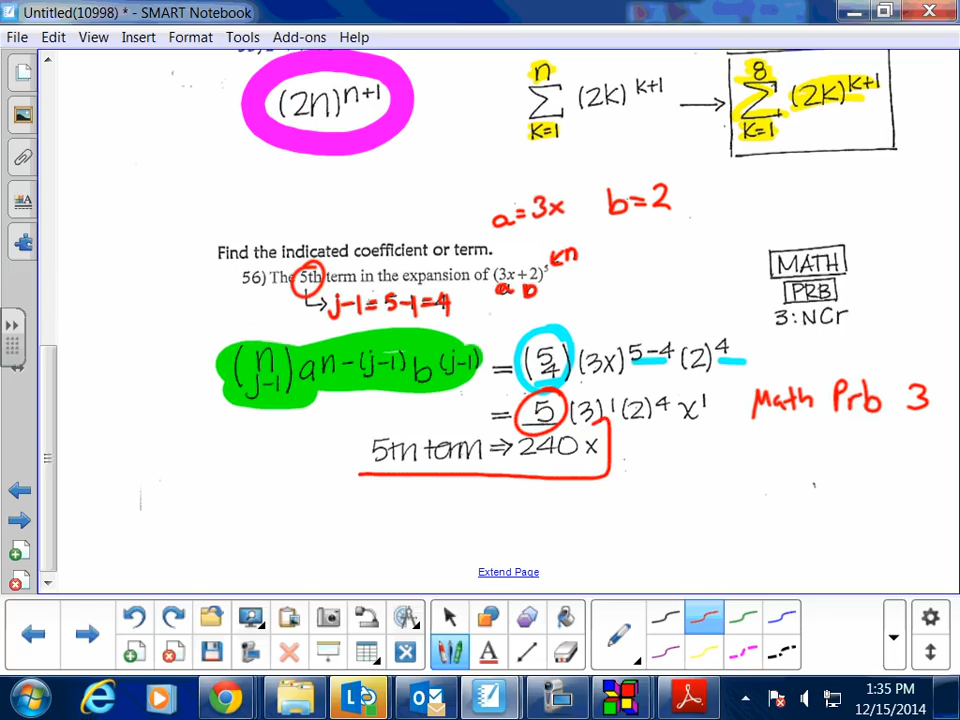 Untitled(10998) * - SMART Notebook
File Edit View Insert Format Tools Add-ons Help
(2n)^n+1
n
∑ (2k)^k+1 →
k=1
8
∑ (2k)^k+1
k=1
a=3x b=2
Find the indicated coefficient or term.
56) The 5th term in the expansion of (3x+2)^5 ←n
a b
↳ j-1=5-1=4
MATH
PRB
3:NCr
(n j-1) a^n-(j-1) b^(j-1) = (5 4)(3x)^5-4 (2)^4
= 5 (3)^1 (2)^4 x^1
Math Prb 3
5th term ⇒ 240x
Extend Page
1:35 PM
12/15/2014